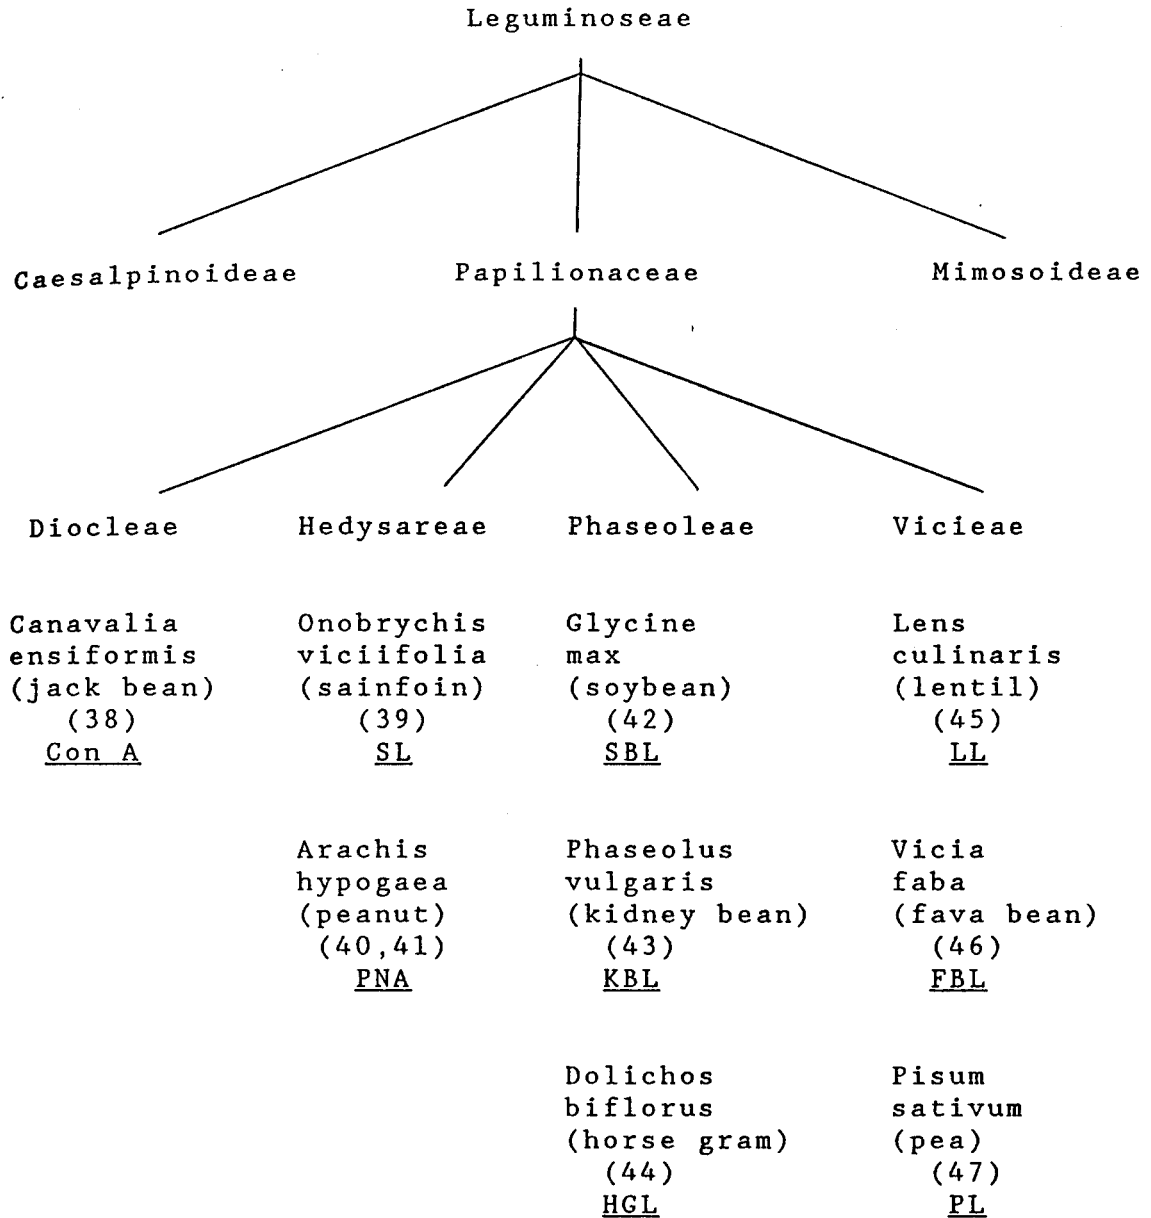 Leguminoseae
Caesalpinoideae Papilionaceae Mimosoideae
Diocleae Hedysareae Phaseoleae Vicieae
Canavalia
ensiformis
(jack bean)
(38)
Con A
Onobrychis
viciifolia
(sainfoin)
(39)
SL
Arachis
hypogaea
(peanut)
(40,41)
PNA
Glycine
max
(soybean)
(42)
SBL
Phaseolus
vulgaris
(kidney bean)
(43)
KBL
Dolichos
biflorus
(horse gram)
(44)
HGL
Lens
culinaris
(lentil)
(45)
LL
Vicia
faba
(fava bean)
(46)
FBL
Pisum
sativum
(pea)
(47)
PL